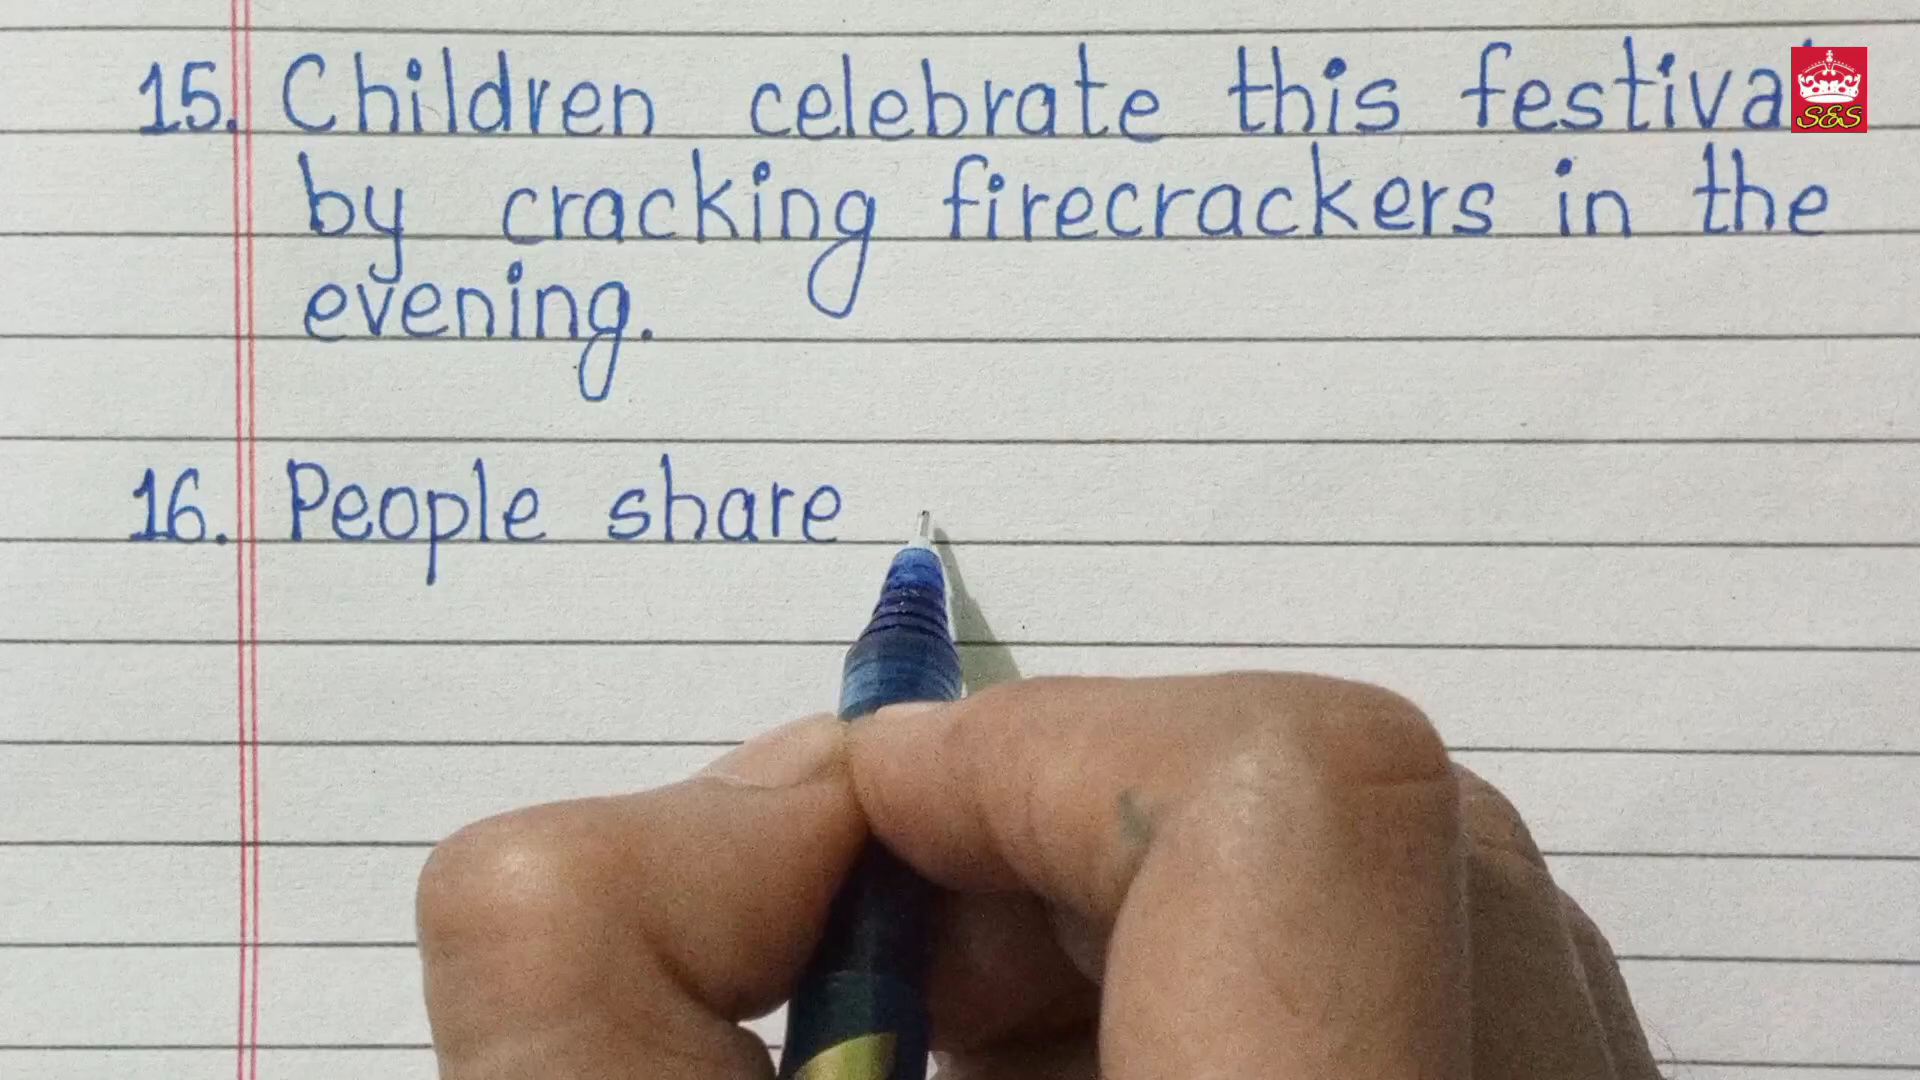 15. Children celebrate this festival
by cracking firecrackers in the
evening.
16. People share
S&S